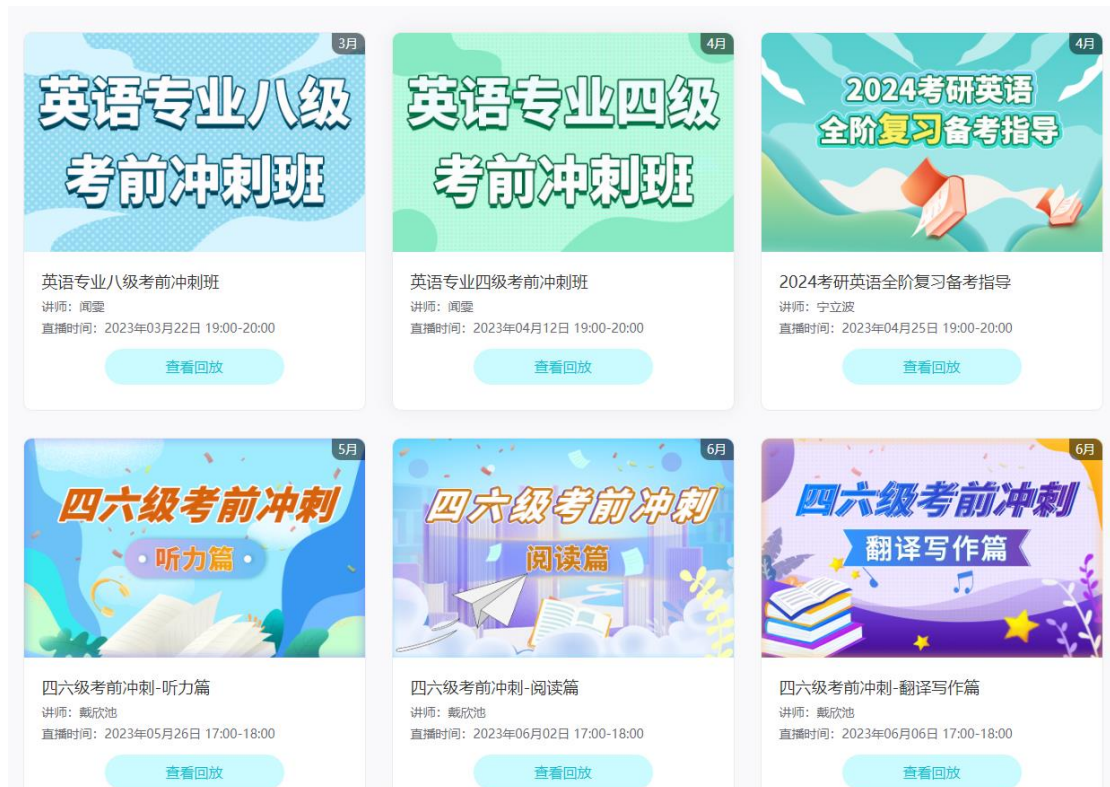 3月
英语专业八级
考前冲刺班
英语专业八级考前冲刺班
讲师：闻雯
直播时间：2023年03月22日 19:00-20:00
查看回放
4月
英语专业四级
考前冲刺班
英语专业四级考前冲刺班
讲师：闻雯
直播时间：2023年04月12日 19:00-20:00
查看回放
4月
2024考研英语
全阶复习备考指导
2024考研英语全阶复习备考指导
讲师：宁立波
直播时间：2023年04月25日 19:00-20:00
查看回放
5月
四六级考前冲刺
·听力篇·
四六级考前冲刺-听力篇
讲师：戴欣池
直播时间：2023年05月26日 17:00-18:00
查看回放
6月
四六级考前冲刺
阅读篇
四六级考前冲刺-阅读篇
讲师：戴欣池
直播时间：2023年06月02日 17:00-18:00
查看回放
6月
四六级考前冲刺
翻译写作篇
四六级考前冲刺-翻译写作篇
讲师：戴欣池
直播时间：2023年06月06日 17:00-18:00
查看回放